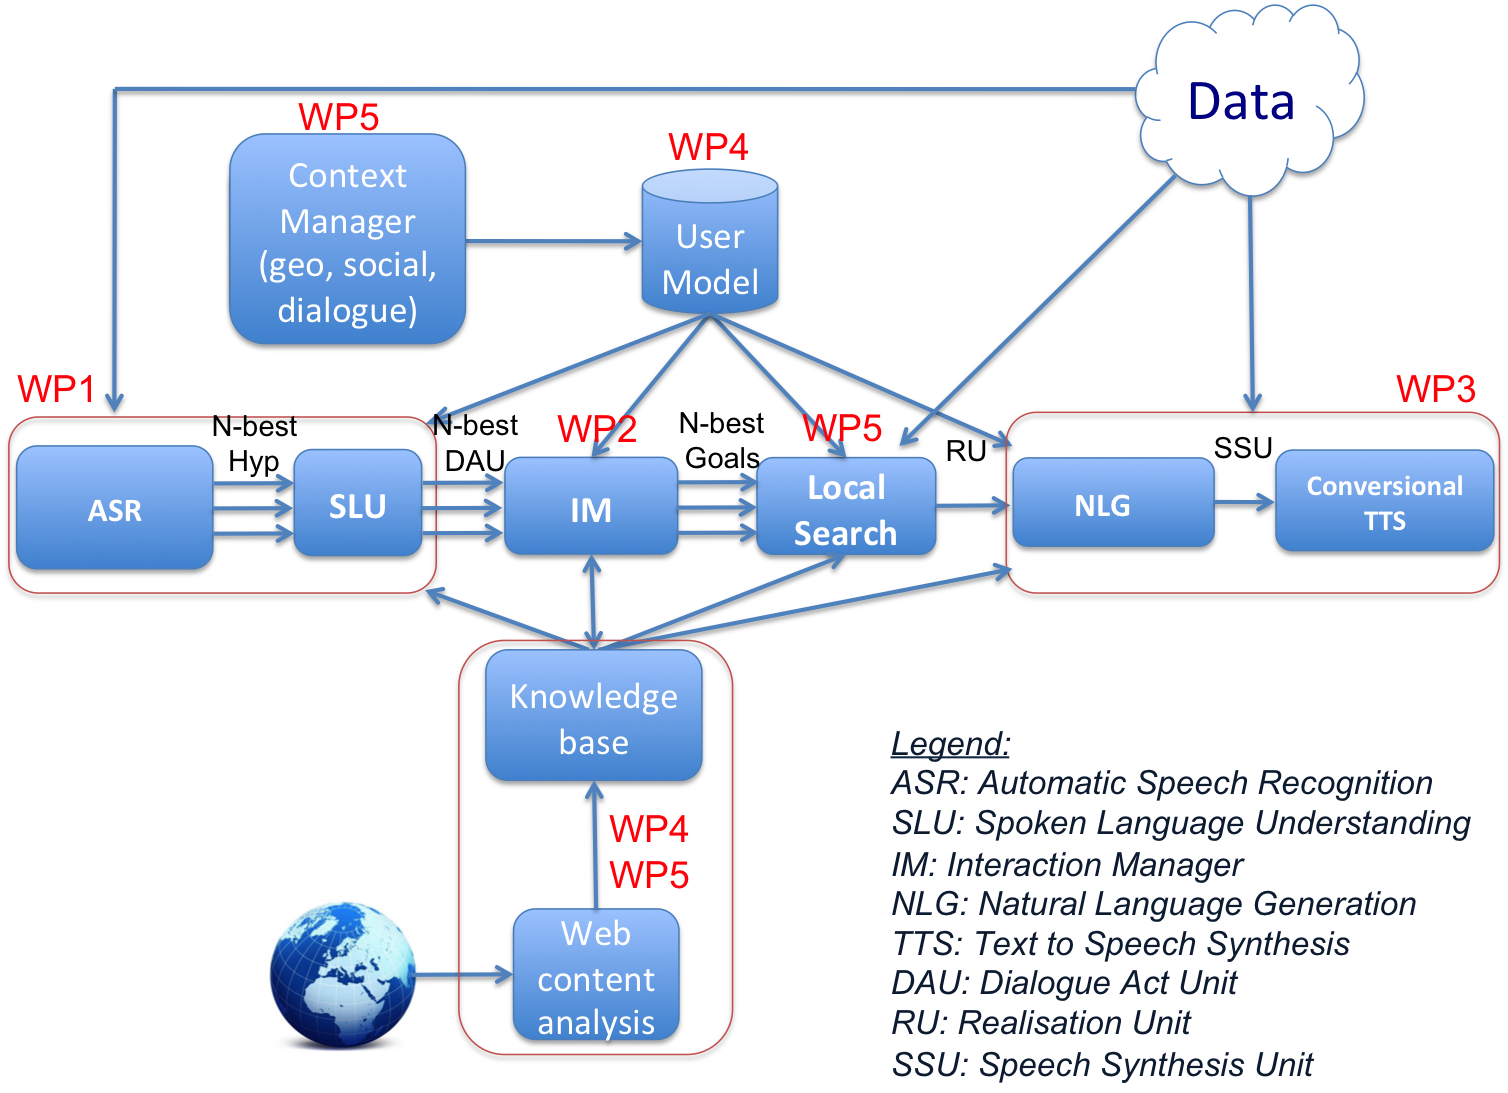 Data
WP5
Context
Manager
(geo, social,
dialogue)
WP4
User
Model
WP1
N-best
Hyp
ASR
SLU
N-best
DAU
WP2
IM
N-best
Goals
WP5
Local
Search
RU
WP3
NLG
SSU
Conversional
TTS
Knowledge
base
WP4
WP5
Web
content
analysis
Legend:
ASR: Automatic Speech Recognition
SLU: Spoken Language Understanding
IM: Interaction Manager
NLG: Natural Language Generation
TTS: Text to Speech Synthesis
DAU: Dialogue Act Unit
RU: Realisation Unit
SSU: Speech Synthesis Unit